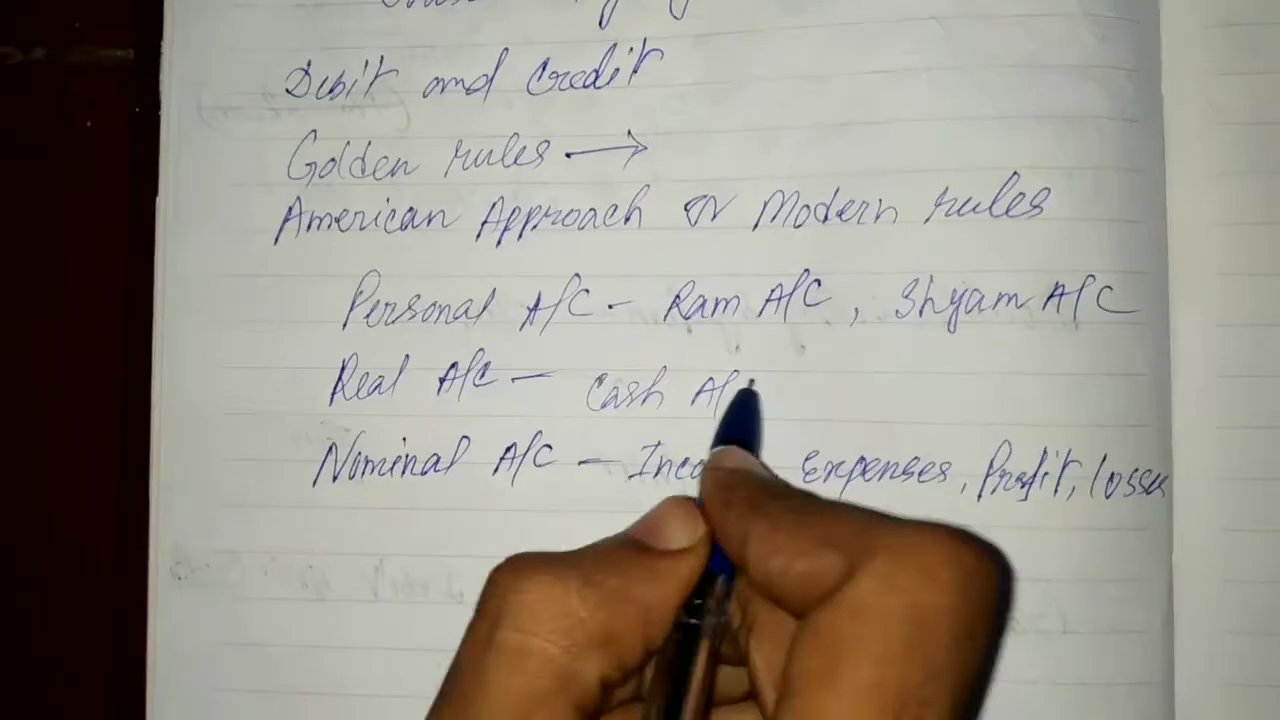 Debit and Credit
Golden rules →
American Approach or Modern rules
Personal A/C - Ram A/C, Shyam A/C
Real A/C - Cash A/
Nominal A/C - Expenses, Profit, losses